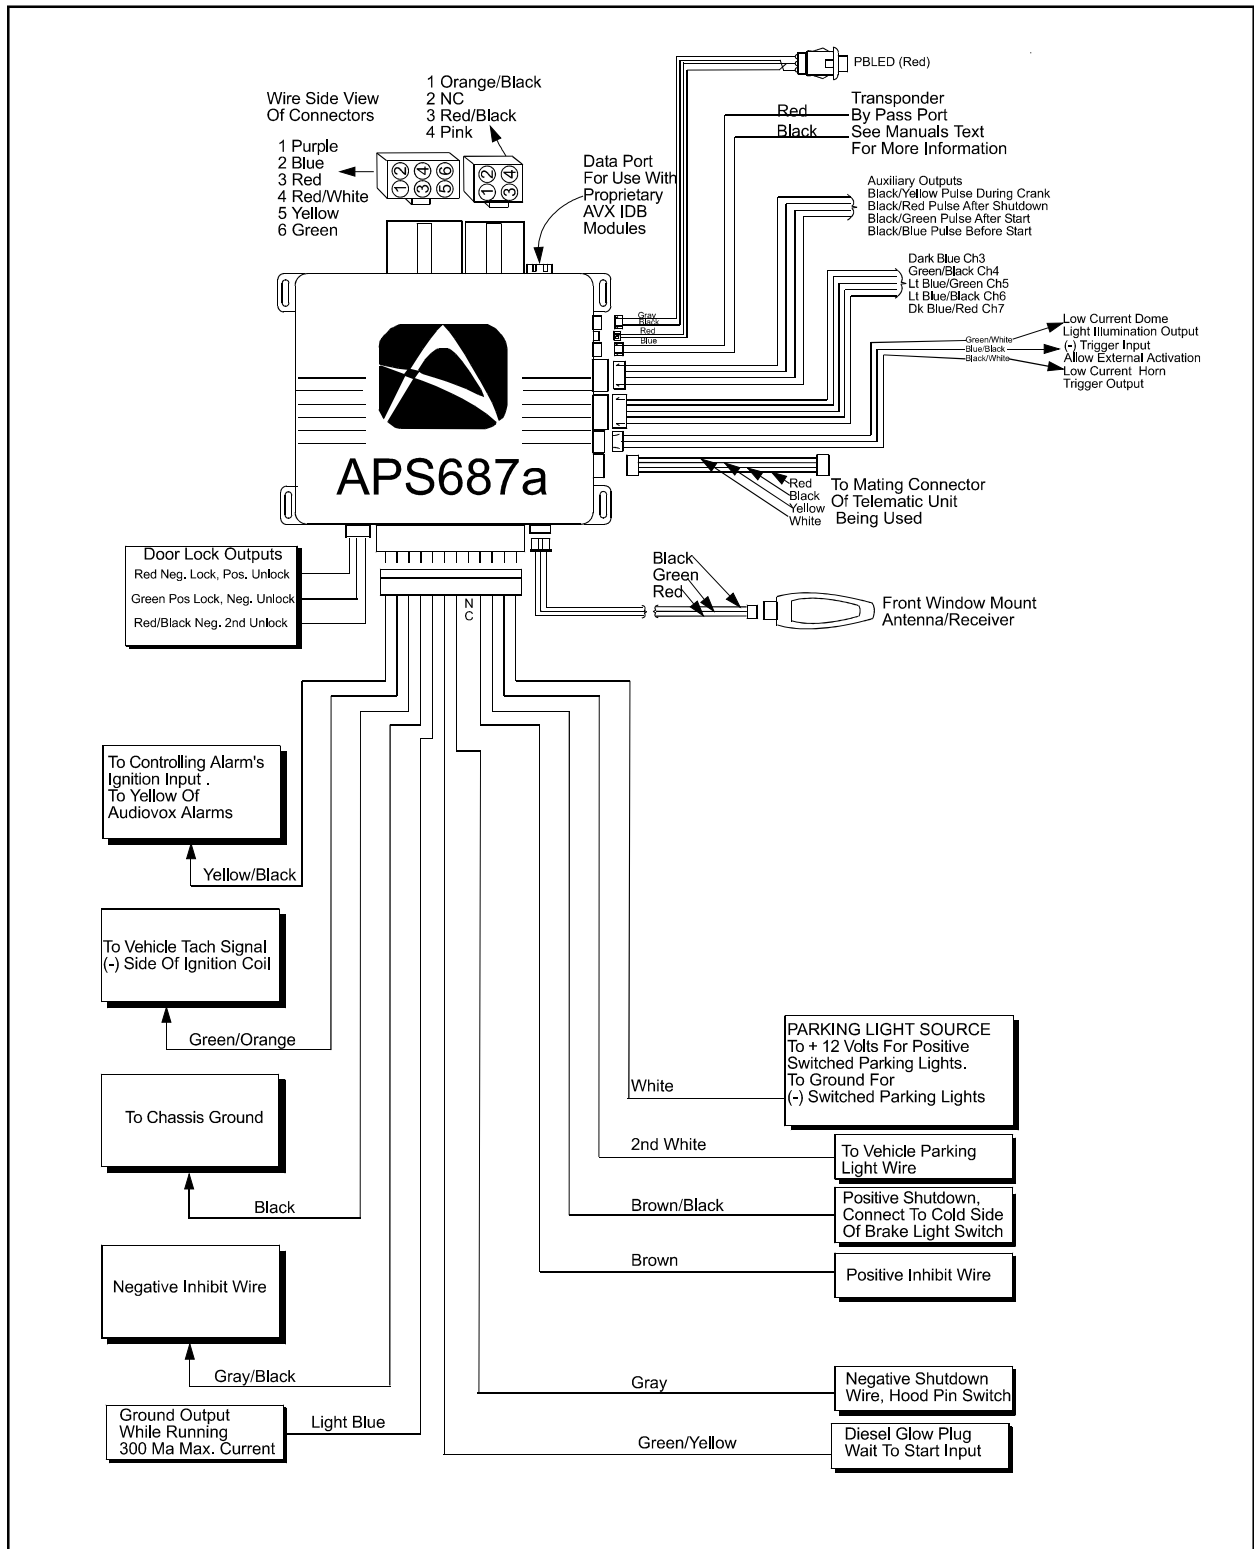 PBLED (Red)
1 Orange/Black
2 NC
3 Red/Black
4 Pink
Wire Side View
Of Connectors
1 Purple
2 Blue
3 Red
4 Red/White
5 Yellow
6 Green
1 2
3 4
5 6
1 2
3 4
Red
Black
Transponder
By Pass Port
See Manuals Text
For More Information
Data Port
For Use With
Proprietary
AVX IDB
Modules
Auxiliary Outputs
Black/Yellow Pulse During Crank
Black/Red Pulse After Shutdown
Black/Green Pulse After Start
Black/Blue Pulse Before Start
Dark Blue Ch3
Green/Black Ch4
Lt Blue/Green Ch5
Lt Blue/Black Ch6
Dk Blue/Red Ch7
Gray
Black
Red
Blue
Green/White
Blue/Black
Black/White
Low Current Dome
Light Illumination Output
(-) Trigger Input
Allow External Activation
Low Current Horn
Trigger Output
APS687a
Red
Black
Yellow
White
To Mating Connector
Of Telematic Unit
Being Used
Door Lock Outputs
Red Neg. Lock, Pos. Unlock
Green Pos Lock, Neg. Unlock
Red/Black Neg. 2nd Unlock
N
C
Black
Green
Red
Front Window Mount
Antenna/Receiver
To Controlling Alarm's
Ignition Input .
To Yellow Of
Audiovox Alarms
Yellow/Black
To Vehicle Tach Signal
(-) Side Of Ignition Coil
Green/Orange
To Chassis Ground
Black
Negative Inhibit Wire
Gray/Black
Ground Output
While Running
300 Ma Max. Current
Light Blue
White
PARKING LIGHT SOURCE
To + 12 Volts For Positive
Switched Parking Lights.
To Ground For
(-) Switched Parking Lights
2nd White
To Vehicle Parking
Light Wire
Brown/Black
Positive Shutdown,
Connect To Cold Side
Of Brake Light Switch
Brown
Positive Inhibit Wire
Gray
Negative Shutdown
Wire, Hood Pin Switch
Green/Yellow
Diesel Glow Plug
Wait To Start Input